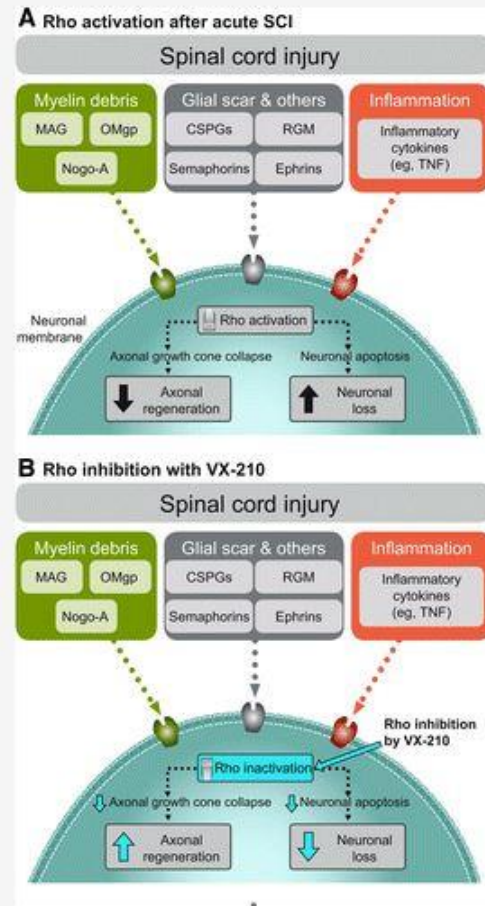 A Rho activation after acute SCI
Spinal cord injury
Myelin debris
MAG
OMgp
Nogo-A
Glial scar & others
CSPGs
RGM
Semaphorins
Ephrins
Inflammation
Inflammatory
cytokines
(eg, TNF)
Neuronal
membrane
Rho activation
Axonal growth cone collapse
Neuronal apoptosis
Axonal
regeneration
Neuronal
loss
B Rho inhibition with VX-210
Spinal cord injury
Myelin debris
MAG
OMgp
Nogo-A
Glial scar & others
CSPGs
RGM
Semaphorins
Ephrins
Inflammation
Inflammatory
cytokines
(eg, TNF)
Rho inhibition
by VX-210
Rho inactivation
Axonal growth cone collapse
Neuronal apoptosis
Axonal
regeneration
Neuronal
loss